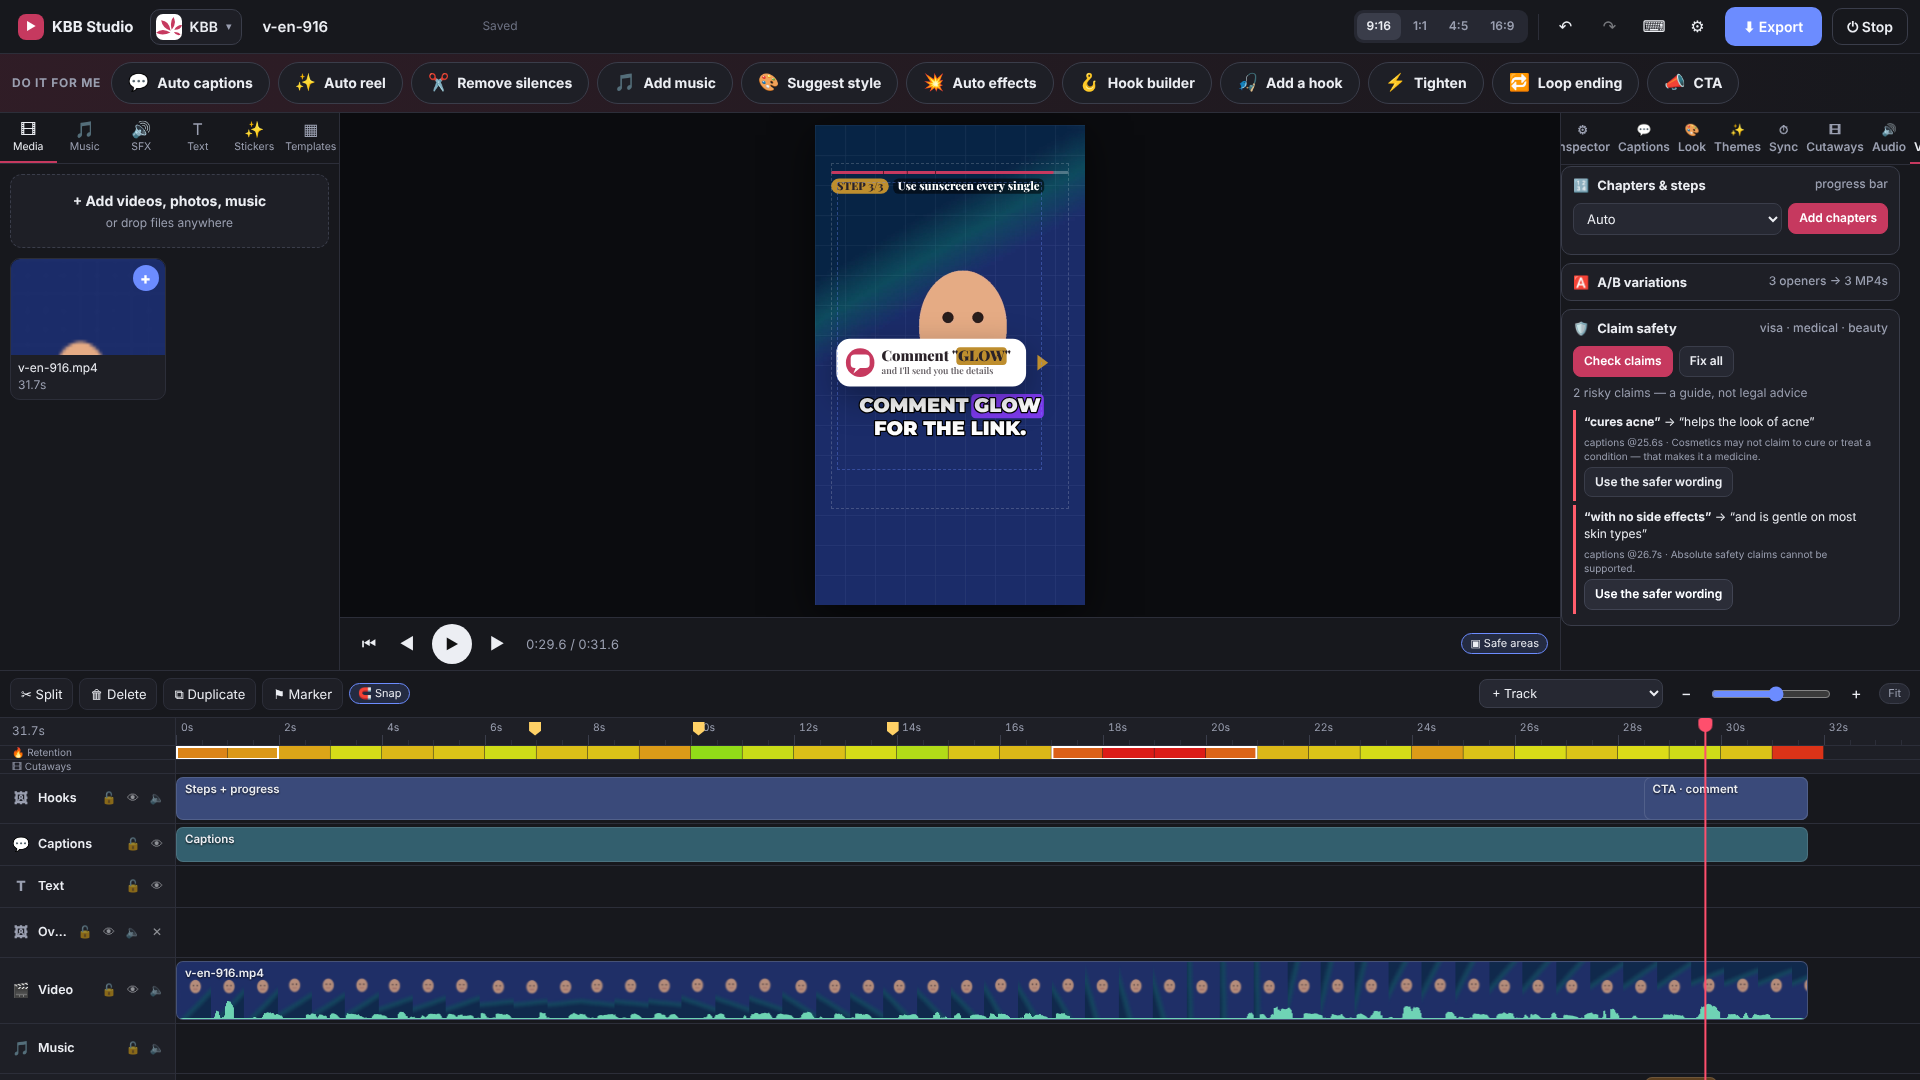 KBB Studio
KBB
v-en-916
Saved
9:16 1:1 4:5 16:9
Export
Stop
DO IT FOR ME
Auto captions
Auto reel
Remove silences
Add music
Suggest style
Auto effects
Hook builder
Add a hook
Tighten
Loop ending
CTA
Media
Music
SFX
Text
Stickers
Templates
+ Add videos, photos, music
or drop files anywhere
v-en-916.mp4
31.7s
STEP 3/3 Use sunscreen every single
Comment "GLOW"
and I'll send you the details
COMMENT GLOW
FOR THE LINK.
0:29.6 / 0:31.6
Safe areas
nspector
Captions
Look
Themes
Sync
Cutaways
Audio
Chapters & steps
progress bar
Auto
Add chapters
A/B variations
3 openers → 3 MP4s
Claim safety
visa · medical · beauty
Check claims
Fix all
2 risky claims — a guide, not legal advice
“cures acne” → “helps the look of acne”
captions @25.6s · Cosmetics may not claim to cure or treat a
condition — that makes it a medicine.
Use the safer wording
“with no side effects” → “and is gentle on most
skin types”
captions @26.7s · Absolute safety claims cannot be
supported.
Use the safer wording
Split
Delete
Duplicate
Marker
Snap
+ Track
Fit
31.7s
0s 2s 4s 6s 8s 12s 14s 16s 18s 20s 22s 24s 26s 28s 30s 32s
Retention
Cutaways
Hooks
Steps + progress
CTA · comment
Captions
Captions
Text
Ov...
Video
v-en-916.mp4
Music